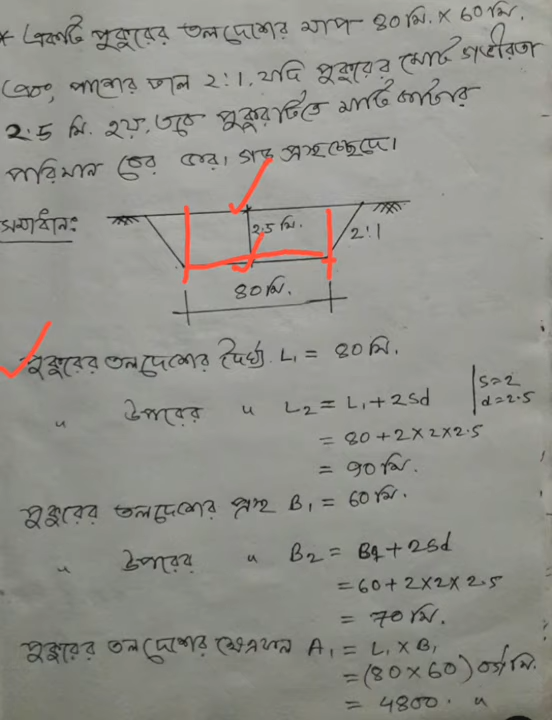 * একটি পুকুরের তলদেশের মাপ 80মি. × 60মি.
এবং, পাশের ঢাল 2:1. যদি পুকুরের মোট গভীরতা
2.5 মি. হয়, তবে পুকুরটিতে মাটি কাটার
পরিমান বের কর। গড় প্রস্থচ্ছেদে।
সমাধান:
2.5 মি.
2:1
80মি.
পুকুরের তলদেশের দৈর্ঘ্য. L₁ = 80মি.
" উপরের " L₂ = L₁ + 2sd
s=2
d=2.5
= 80 + 2×2×2.5
= 90মি.
পুকুরের তলদেশের প্রস্থ B₁ = 60মি.
" উপরের " B₂ = B₁ + 2sd
= 60 + 2×2×2.5
= 70মি.
পুকুরের তলদেশের ক্ষেত্রফল A₁ = L₁ × B₁
= (80 × 60) বর্গমি.
= 4800. "